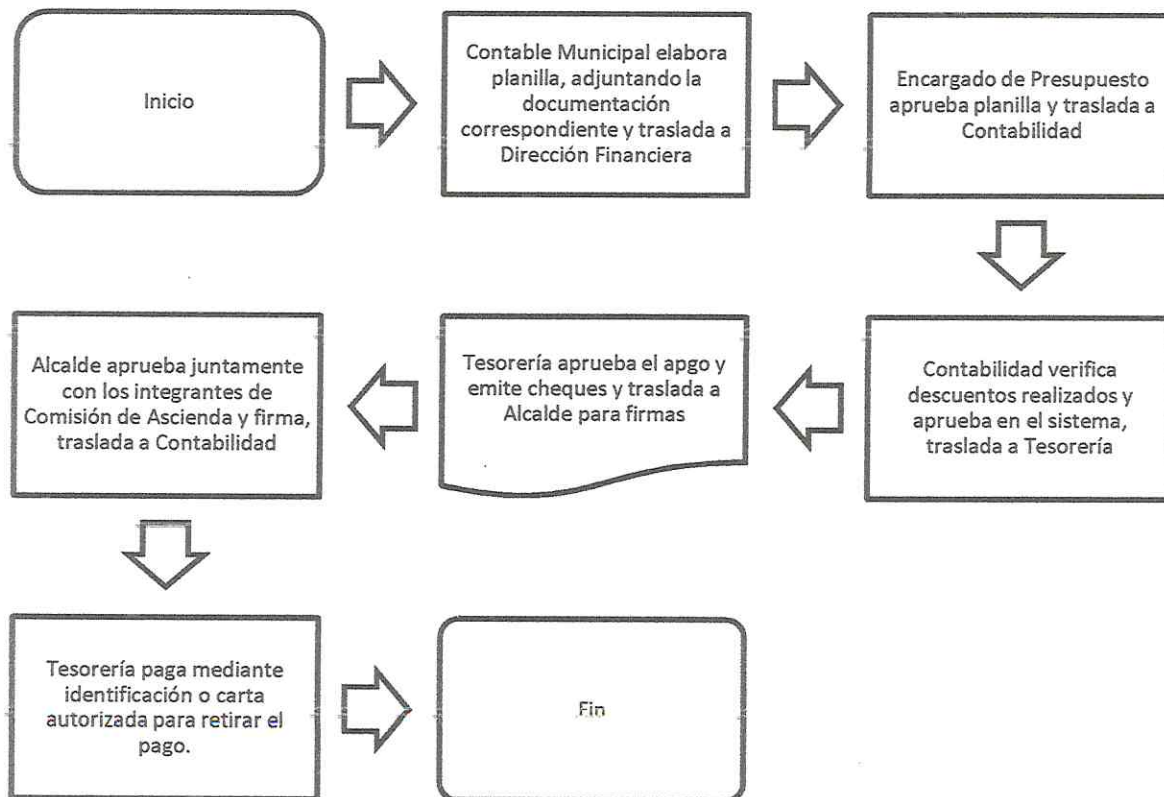 Inicio
Contable Municipal elabora
planilla, adjuntando la
documentación
correspondiente y traslada a
Dirección Financiera
Encargado de Presupuesto
aprueba planilla y traslada a
Contabilidad
Contabilidad verifica
descuentos realizados y
aprueba en el sistema,
traslada a Tesorería
Tesorería aprueba el apgo y
emite cheques y traslada a
Alcalde para firmas
Alcalde aprueba juntamente
con los integrantes de
Comisión de Ascienda y firma,
traslada a Contabilidad
Tesorería paga mediante
identificación o carta
autorizada para retirar el
pago.
Fin